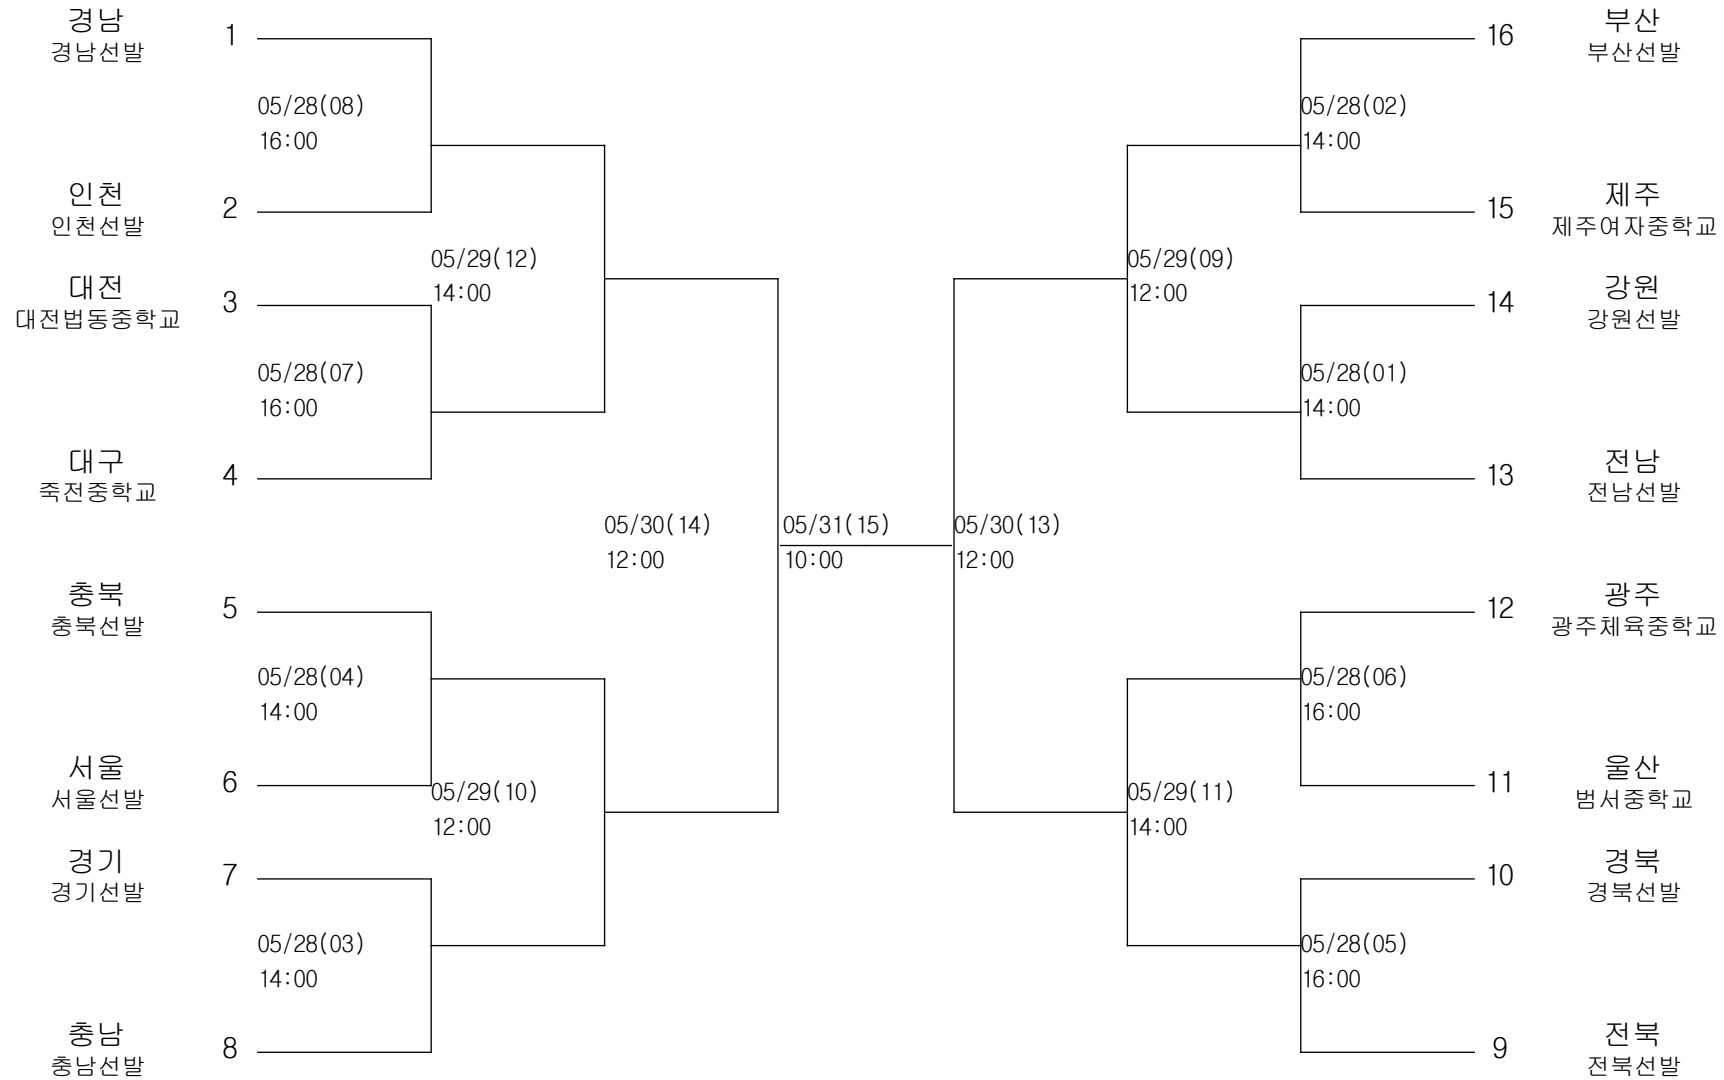 경남
경남선발
1
05/28(08)
16:00
인천
인천선발
2
05/29(12)
14:00
대전
대전법동중학교
3
05/28(07)
16:00
대구
죽전중학교
4
05/30(14)
12:00
충북
충북선발
5
05/28(04)
14:00
서울
서울선발
6
05/29(10)
12:00
경기
경기선발
7
05/28(03)
14:00
충남
충남선발
8
05/31(15)
10:00
16
부산
부산선발
05/28(02)
14:00
15
제주
제주여자중학교
05/29(09)
12:00
14
강원
강원선발
05/28(01)
14:00
13
전남
전남선발
05/30(13)
12:00
12
광주
광주체육중학교
05/28(06)
16:00
11
울산
범서중학교
05/29(11)
14:00
10
경북
경북선발
05/28(05)
16:00
9
전북
전북선발